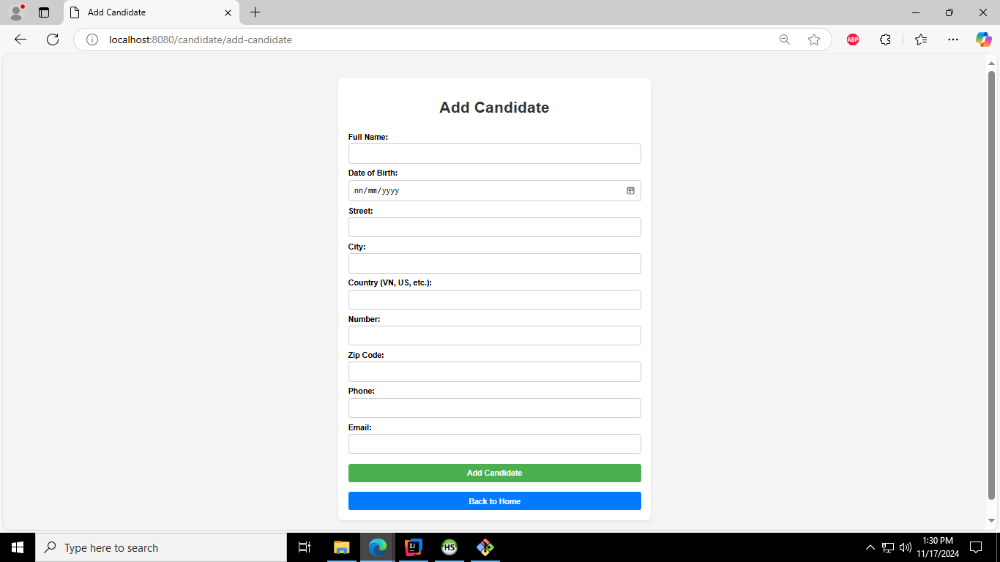 Add Candidate
localhost:8080/candidate/add-candidate
ABP
Add Candidate
Full Name:
Date of Birth:
nn/mm/yyyy
Street:
City:
Country (VN, US, etc.):
Number:
Zip Code:
Phone:
Email:
Add Candidate
Back to Home
Type here to search
IJ
HS
1:30 PM
11/17/2024